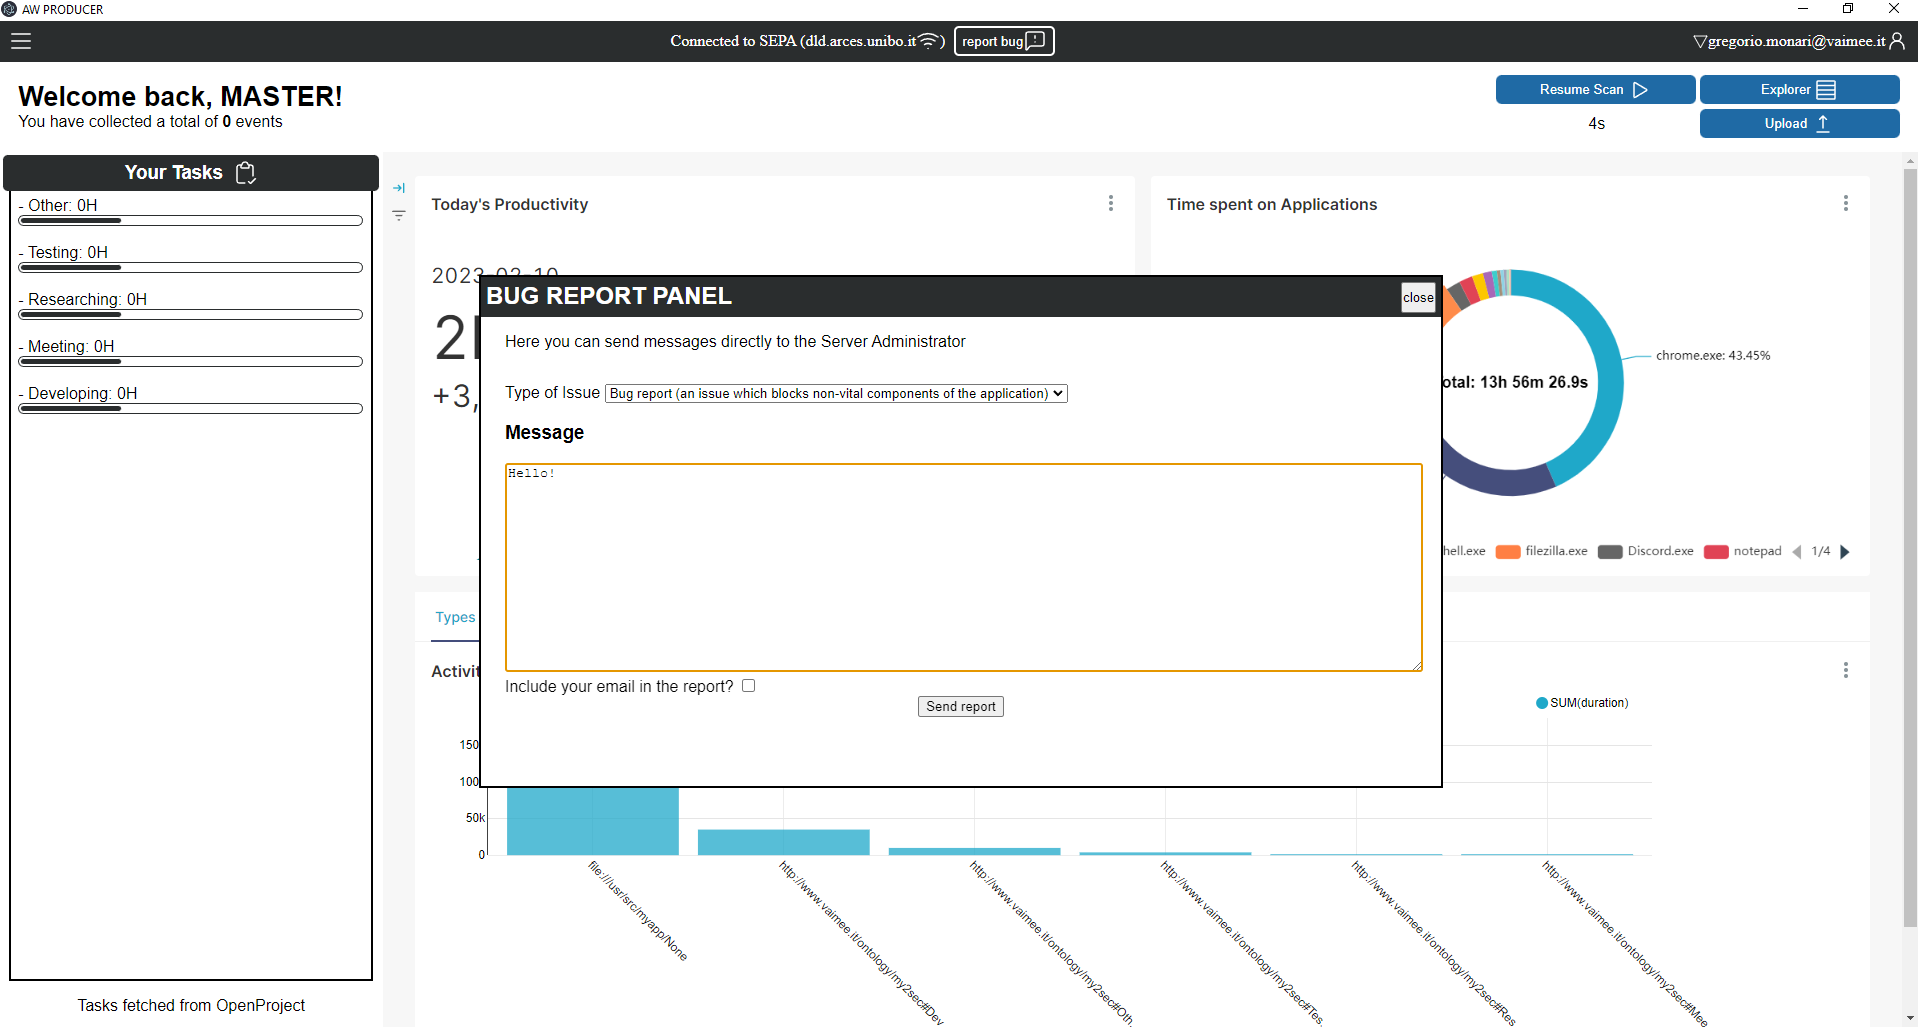 AW PRODUCER
Connected to SEPA (dld.arces.unibo.it)
report bug
gregorio.monari@vaimee.it
Welcome back, MASTER!
You have collected a total of 0 events
Resume Scan
Explorer
4s
Upload
Your Tasks
- Other: 0H
- Testing: 0H
- Researching: 0H
- Meeting: 0H
- Developing: 0H
Tasks fetched from OpenProject
Today's Productivity
2023-02-10
+3,
Time spent on Applications
chrome.exe: 43.45%
otal: 13h 56m 26.9s
hell.exe
filezilla.exe
Discord.exe
notepad
1/4
BUG REPORT PANEL
close
Here you can send messages directly to the Server Administrator
Type of Issue
Bug report (an issue which blocks non-vital components of the application)
Message
Hello!
Include your email in the report?
Send report
Types
Activit
SUM(duration)
150
100
50k
0
file:///usr/src/myapp/None
http://www.vaimee.it/ontology/my2sec#Dev
http://www.vaimee.it/ontology/my2sec#Oth.
http://www.vaimee.it/ontology/my2sec#Tes.
http://www.vaimee.it/ontology/my2sec#Res
http://www.vaimee.it/ontology/my2sec#Mee